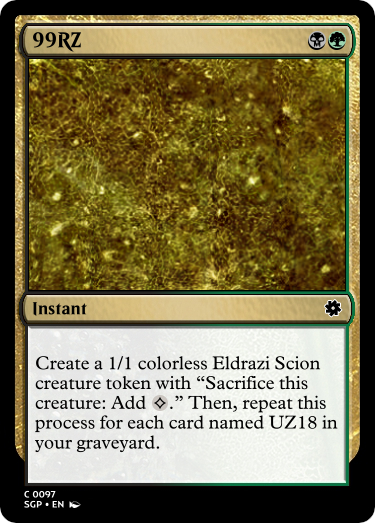 99RZ
Instant
Create a 1/1 colorless Eldrazi Scion
creature token with “Sacrifice this
creature: Add .” Then, repeat this
process for each card named UZ18 in
your graveyard.
C 0097
SGP • EN